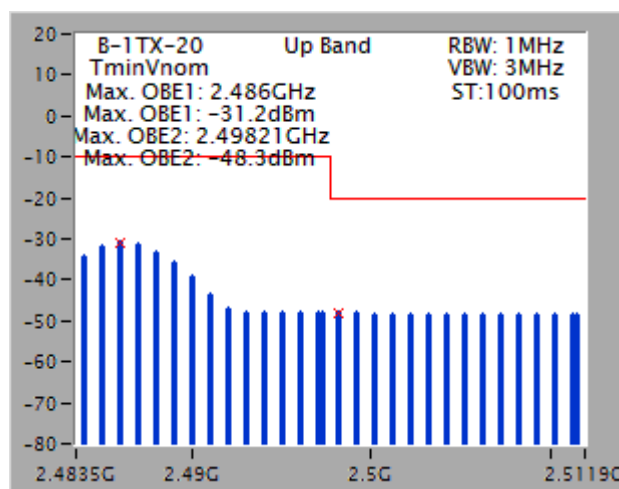 B-1TX-20 Up Band RBW: 1MHz
TminVnom VBW: 3MHz
Max. OBE1: 2.486GHz ST:100ms
Max. OBE1: -31.2dBm
Max. OBE2: 2.49821GHz
Max. OBE2: -48.3dBm
20
10
0
-10
-20
-30
-40
-50
-60
-70
-80
2.4835G 2.49G 2.5G 2.5119G